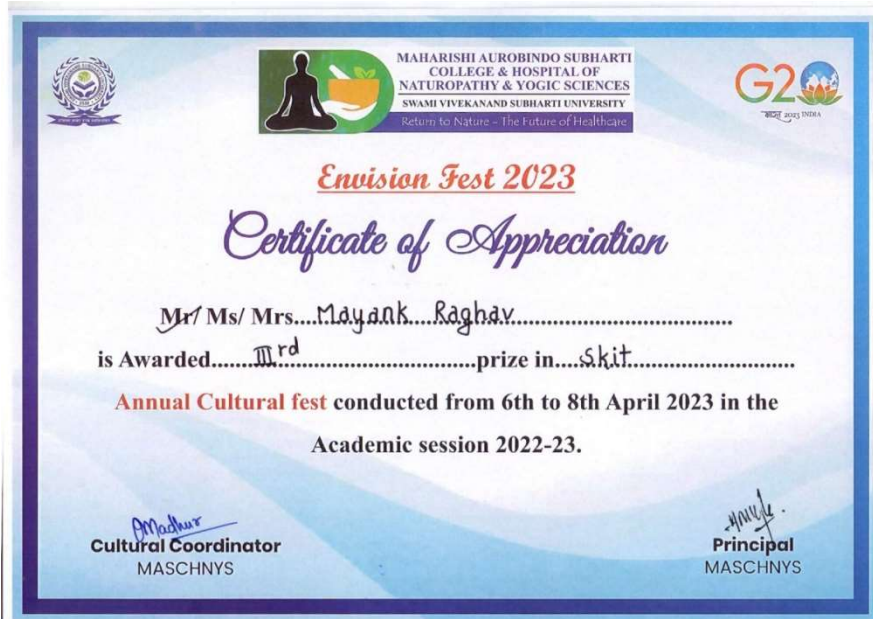 MAHARISHI AUROBINDO SUBHARTI
COLLEGE & HOSPITAL OF
NATUROPATHY & YOGIC SCIENCES
SWAMI VIVEKANAND SUBHARTI UNIVERSITY
Return to Nature – The Future of Healthcare
G20
भारत 2023 INDIA
Envision Fest 2023
Certificate of Appreciation
Mr/ Ms/ Mrs....Mayank Raghav
is Awarded.......IIIrd.......prize in....Skit
Annual Cultural fest conducted from 6th to 8th April 2023 in the
Academic session 2022-23.
Madhur
Cultural Coordinator
MASCHNYS
Principal
MASCHNYS